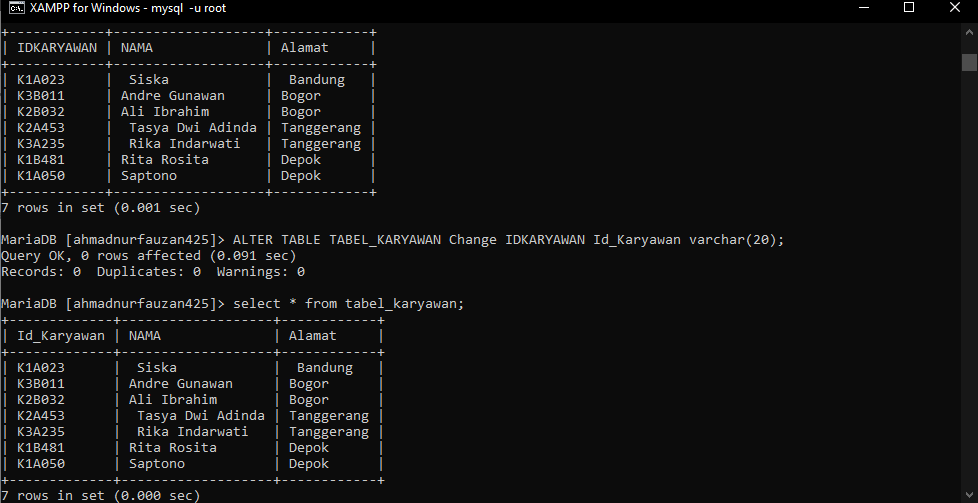 XAMPP for Windows - mysql -u root
+------------+-------------------+------------+
| IDKARYAWAN | NAMA              | Alamat     |
+------------+-------------------+------------+
| K1A023     |  Siska            |  Bandung   |
| K3B011     | Andre Gunawan     | Bogor      |
| K2B032     | Ali Ibrahim       | Bogor      |
| K2A453     |  Tasya Dwi Adinda | Tanggerang |
| K3A235     |  Rika Indarwati   | Tanggerang |
| K1B481     | Rita Rosita       | Depok      |
| K1A050     | Saptono           | Depok      |
+------------+-------------------+------------+
7 rows in set (0.001 sec)
MariaDB [ahmadnurfauzan425]> ALTER TABLE TABEL_KARYAWAN Change IDKARYAWAN Id_Karyawan varchar(20);
Query OK, 0 rows affected (0.091 sec)
Records: 0  Duplicates: 0  Warnings: 0
MariaDB [ahmadnurfauzan425]> select * from tabel_karyawan;
+-------------+-------------------+------------+
| Id_Karyawan | NAMA              | Alamat     |
+-------------+-------------------+------------+
| K1A023      |  Siska            |  Bandung   |
| K3B011      | Andre Gunawan     | Bogor      |
| K2B032      | Ali Ibrahim       | Bogor      |
| K2A453      |  Tasya Dwi Adinda | Tanggerang |
| K3A235      |  Rika Indarwati   | Tanggerang |
| K1B481      | Rita Rosita       | Depok      |
| K1A050      | Saptono           | Depok      |
+-------------+-------------------+------------+
7 rows in set (0.000 sec)